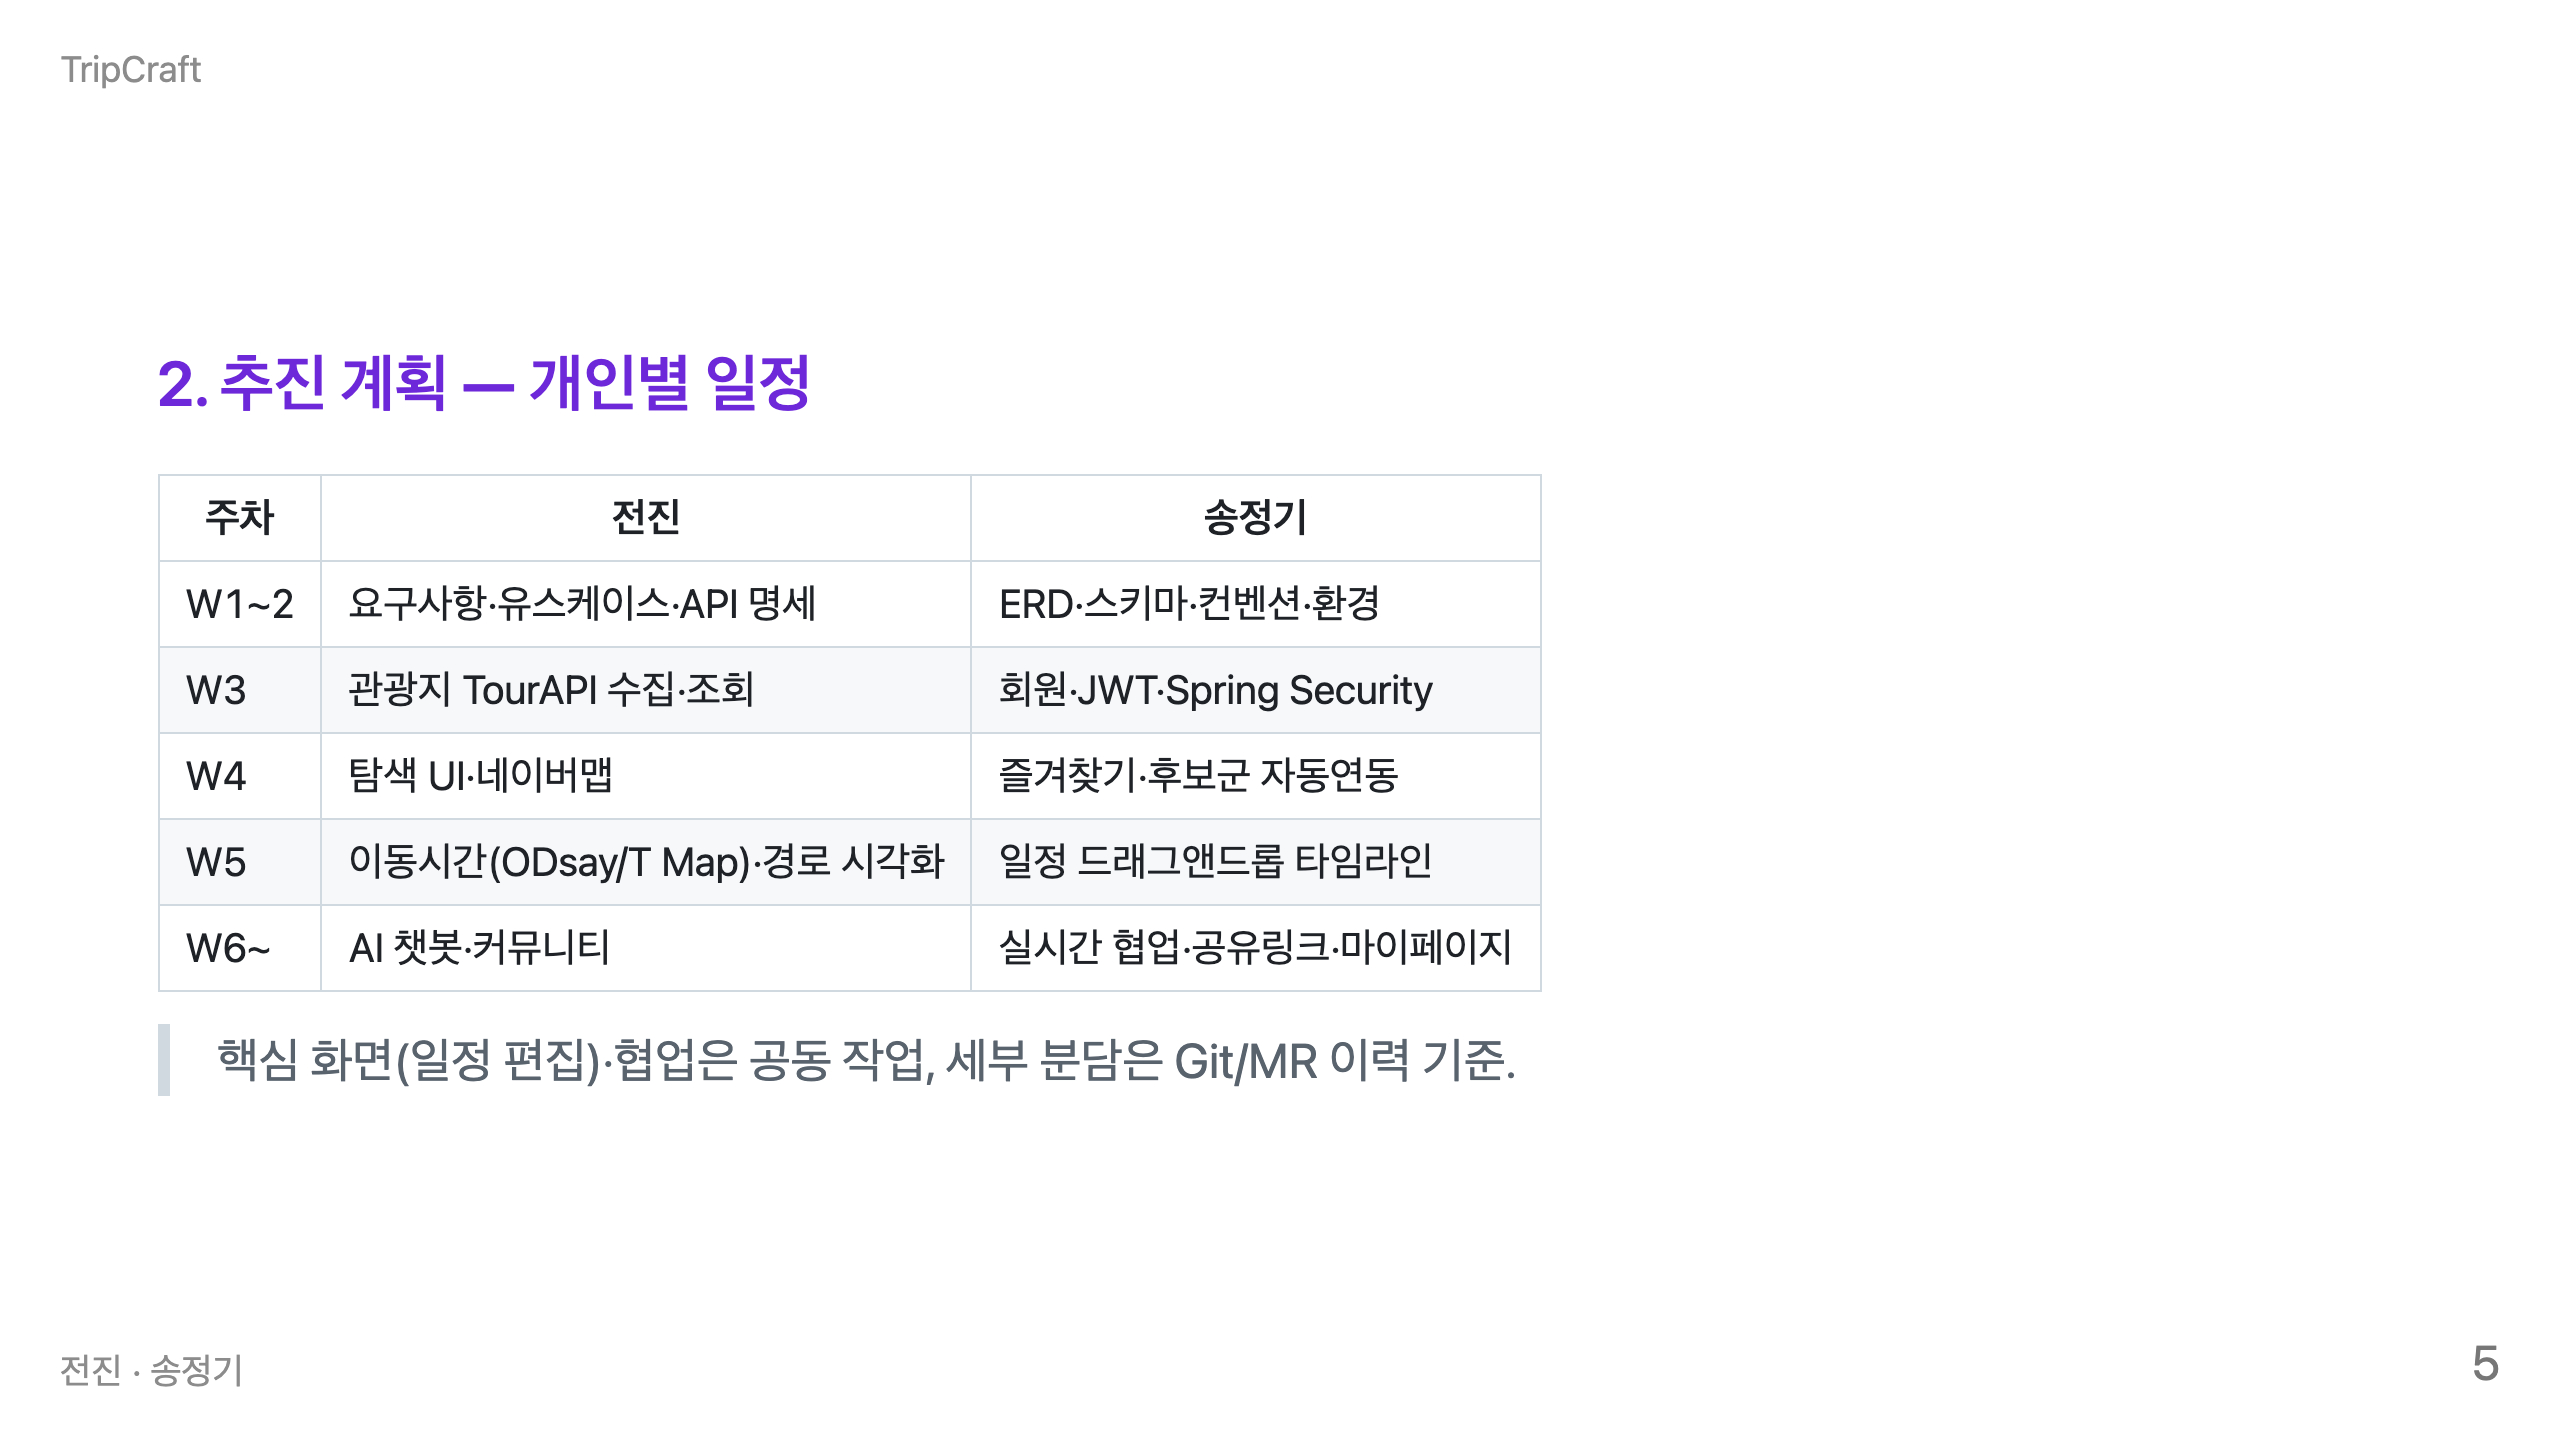 TripCraft
2. 추진 계획 — 개인별 일정
주차 전진 송정기
W1~2 요구사항·유스케이스·API 명세 ERD·스키마·컨벤션·환경
W3 관광지 TourAPI 수집·조회 회원·JWT·Spring Security
W4 탐색 UI·네이버맵 즐겨찾기·후보군 자동연동
W5 이동시간(ODsay/T Map)·경로 시각화 일정 드래그앤드롭 타임라인
W6~ AI 챗봇·커뮤니티 실시간 협업·공유링크·마이페이지
핵심 화면(일정 편집)·협업은 공동 작업, 세부 분담은 Git/MR 이력 기준.
전진 · 송정기
5